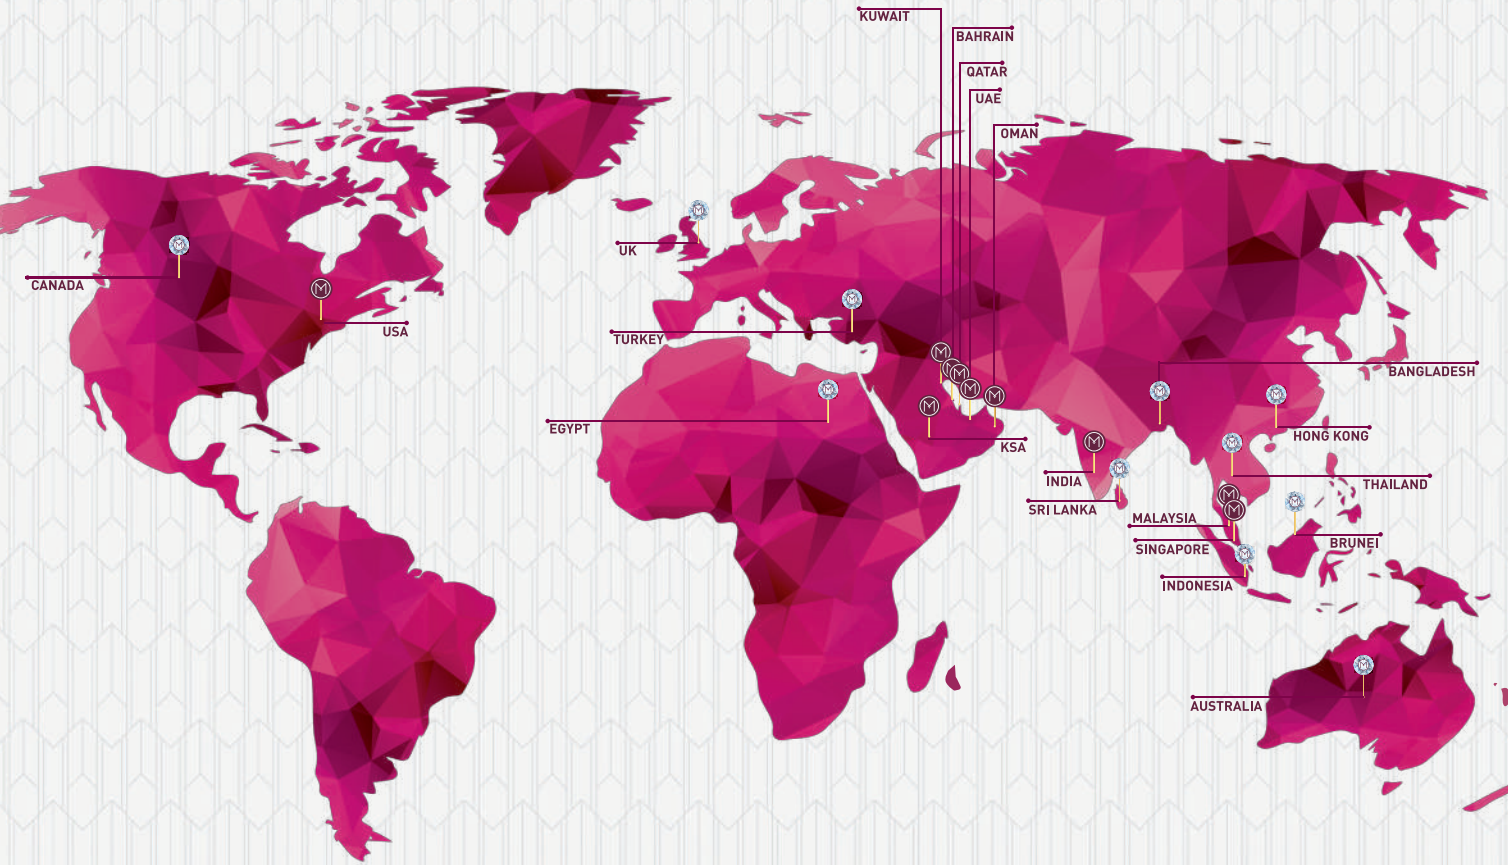 KUWAIT
BAHRAIN
QATAR
UAE
OMAN
UK
CANADA
USA
TURKEY
BANGLADESH
EGYPT
HONG KONG
KSA
INDIA
THAILAND
SRI LANKA
MALAYSIA
BRUNEI
SINGAPORE
INDONESIA
AUSTRALIA